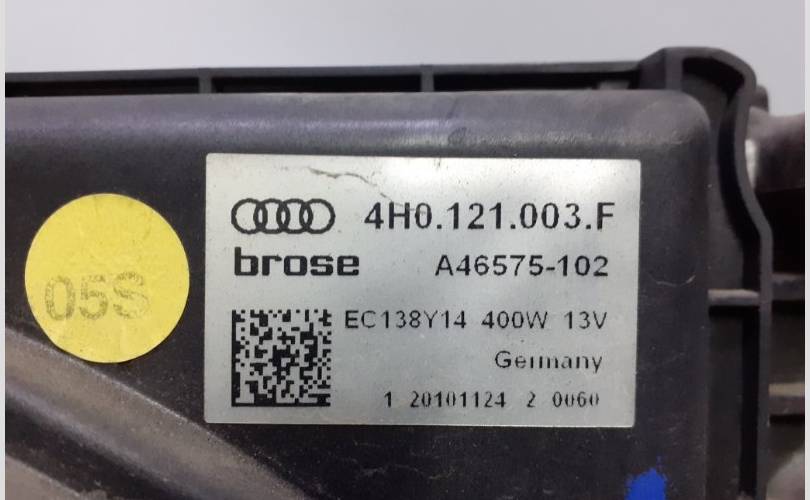 4H0.121.003.F
brose A46575-102
EC138Y14 400W 13V
Germany
1 20101124 2 0060
05S